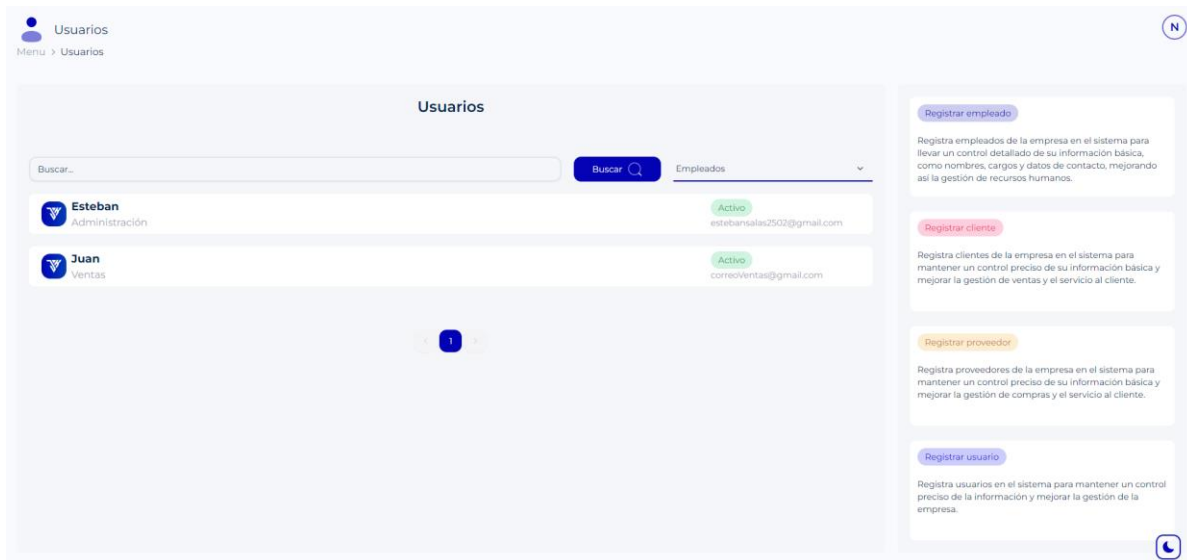 Usuarios
N
Menu > Usuarios
Usuarios
Buscar...
Buscar
Empleados
Esteban
Administración
Activo
estebansalas2502@gmail.com
Juan
Ventas
Activo
correoVentas@gmail.com
< 1 >
Registrar empleado
Registra empleados de la empresa en el sistema para
llevar un control detallado de su información básica,
como nombres, cargos y datos de contacto, mejorando
así la gestión de recursos humanos.
Registrar cliente
Registra clientes de la empresa en el sistema para
mantener un control preciso de su información básica y
mejorar la gestión de ventas y el servicio al cliente.
Registrar proveedor
Registra proveedores de la empresa en el sistema para
mantener un control preciso de su información básica y
mejorar la gestión de compras y el servicio al cliente.
Registrar usuario
Registra usuarios en el sistema para mantener un control
preciso de la información y mejorar la gestión de la
empresa.